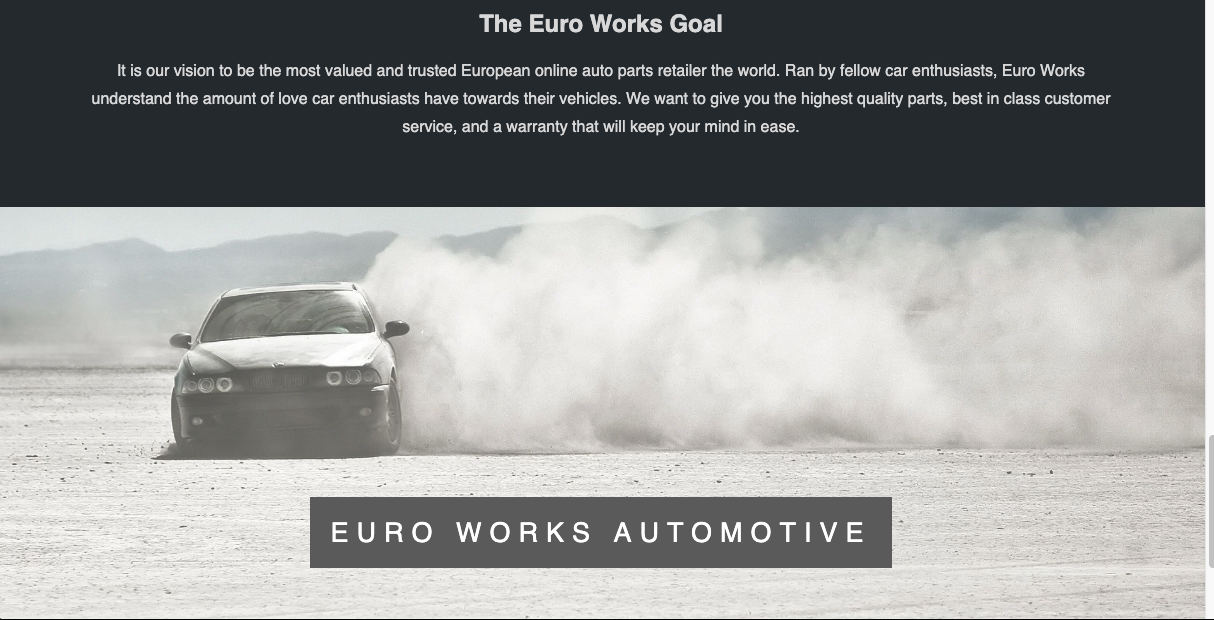 The Euro Works Goal
It is our vision to be the most valued and trusted European online auto parts retailer the world. Ran by fellow car enthusiasts, Euro Works
understand the amount of love car enthusiasts have towards their vehicles. We want to give you the highest quality parts, best in class customer
service, and a warranty that will keep your mind in ease.
EURO WORKS AUTOMOTIVE